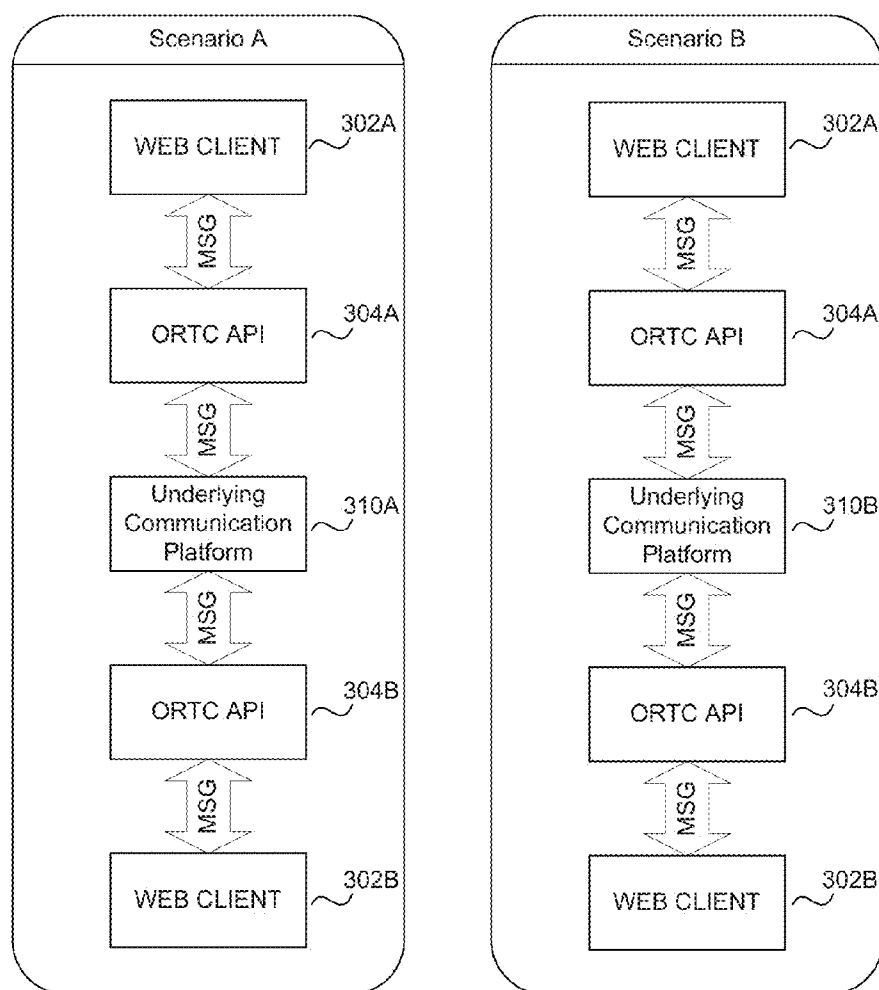 Scenario A
WEB CLIENT
302A
MSG
ORTC API
304A
MSG
Underlying
Communication
Platform
310A
MSG
ORTC API
304B
MSG
WEB CLIENT
302B
Scenario B
WEB CLIENT
302A
MSG
ORTC API
304A
MSG
Underlying
Communication
Platform
310B
MSG
ORTC API
304B
MSG
WEB CLIENT
302B